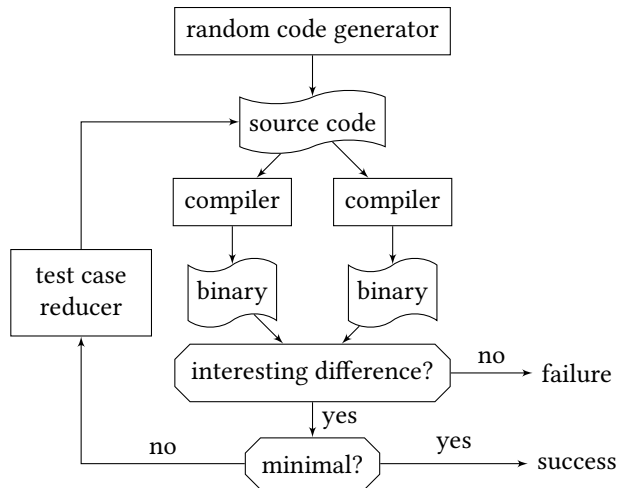 random code generator
source code
compiler
compiler
test case
reducer
binary
binary
interesting difference?
no
failure
yes
no
minimal?
yes
success